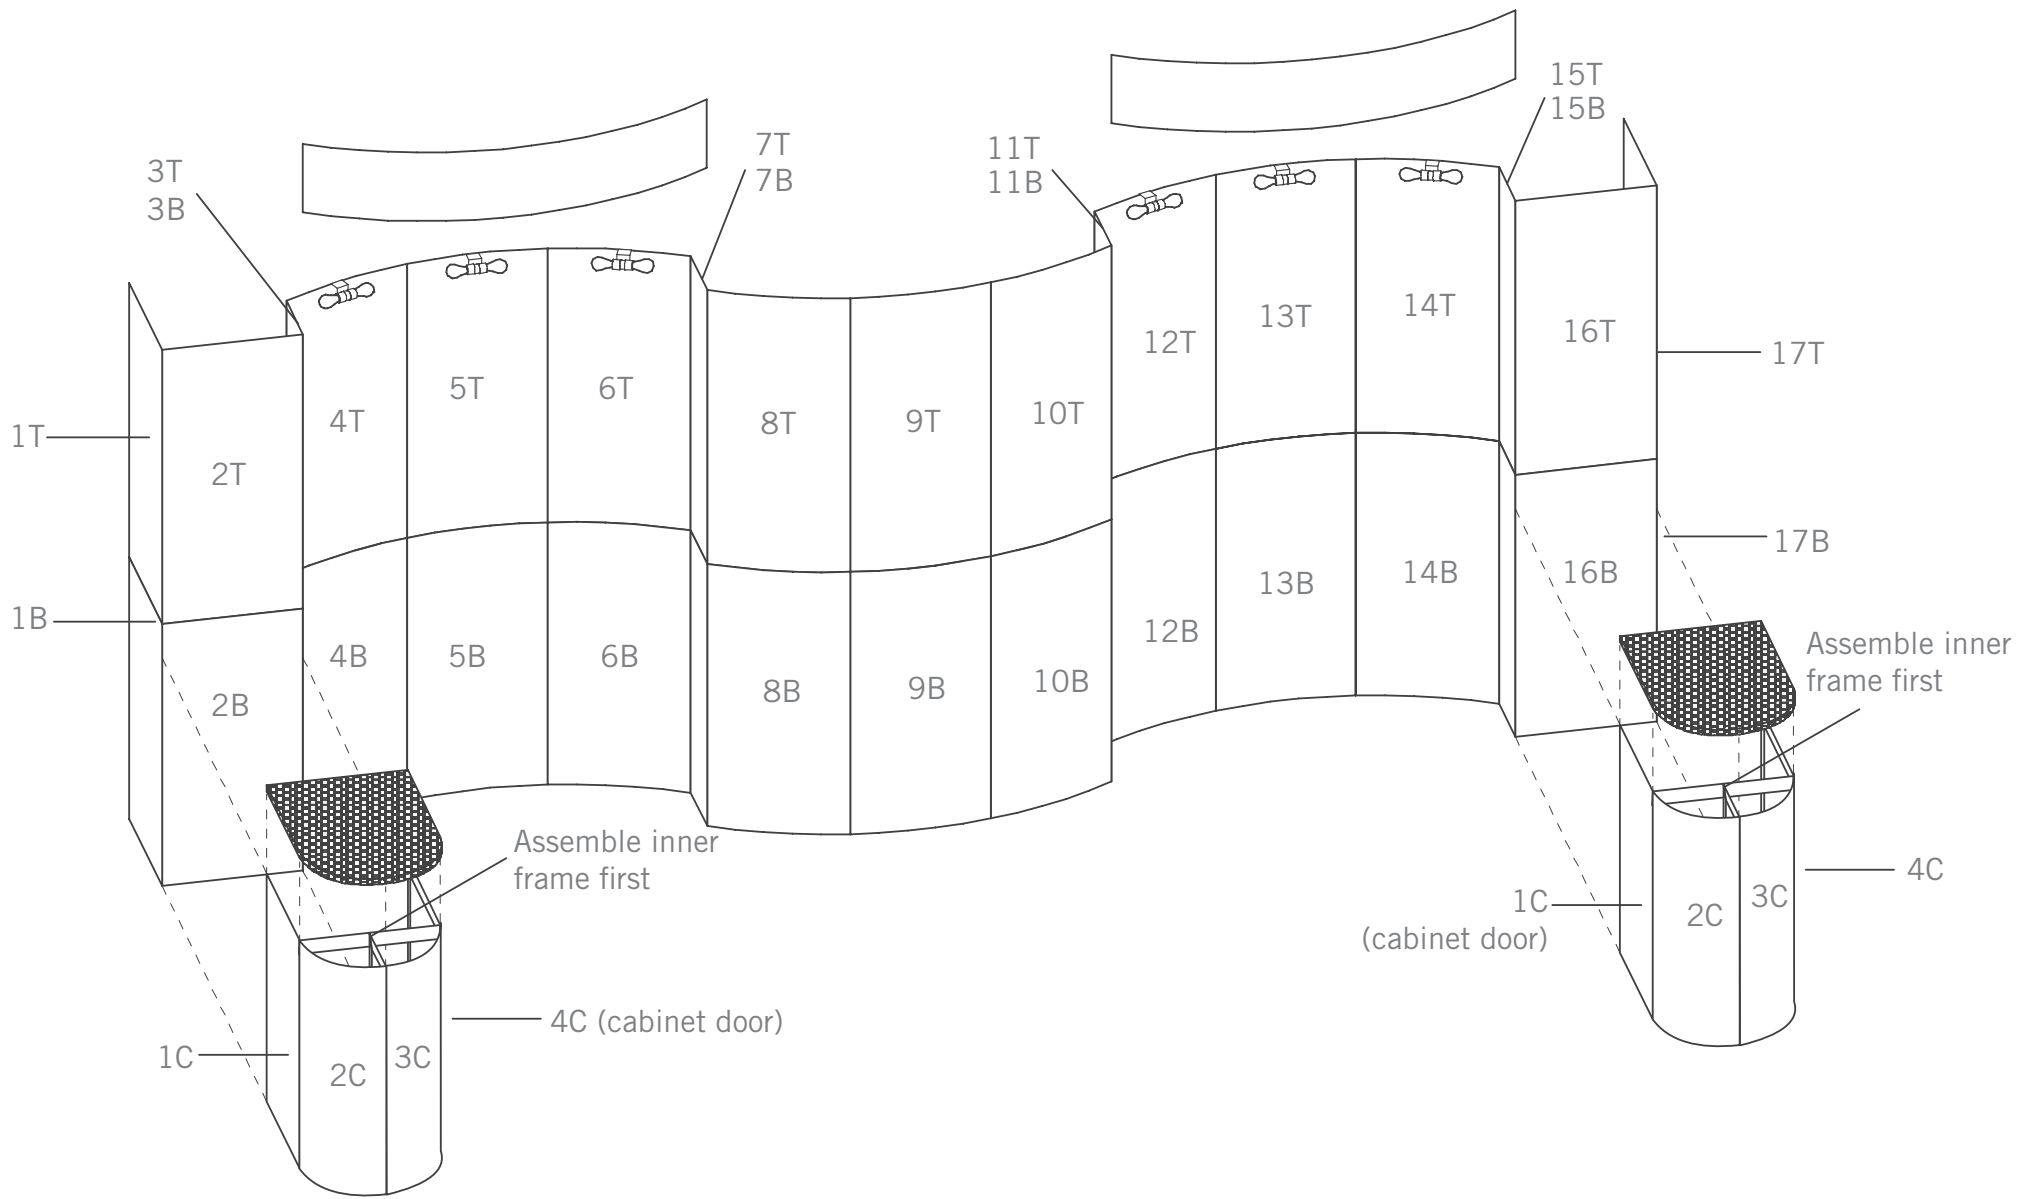 15T
15B
7T
7B
11T
11B
3T
3B
12T
13T
14T
16T
17T
4T
5T
6T
8T
9T
10T
1T
2T
17B
12B
13B
14B
16B
1B
2B
4B
5B
6B
8B
9B
10B
Assemble inner
frame first
Assemble inner
frame first
4C
1C
(cabinet door)
2C
3C
4C (cabinet door)
1C
2C
3C